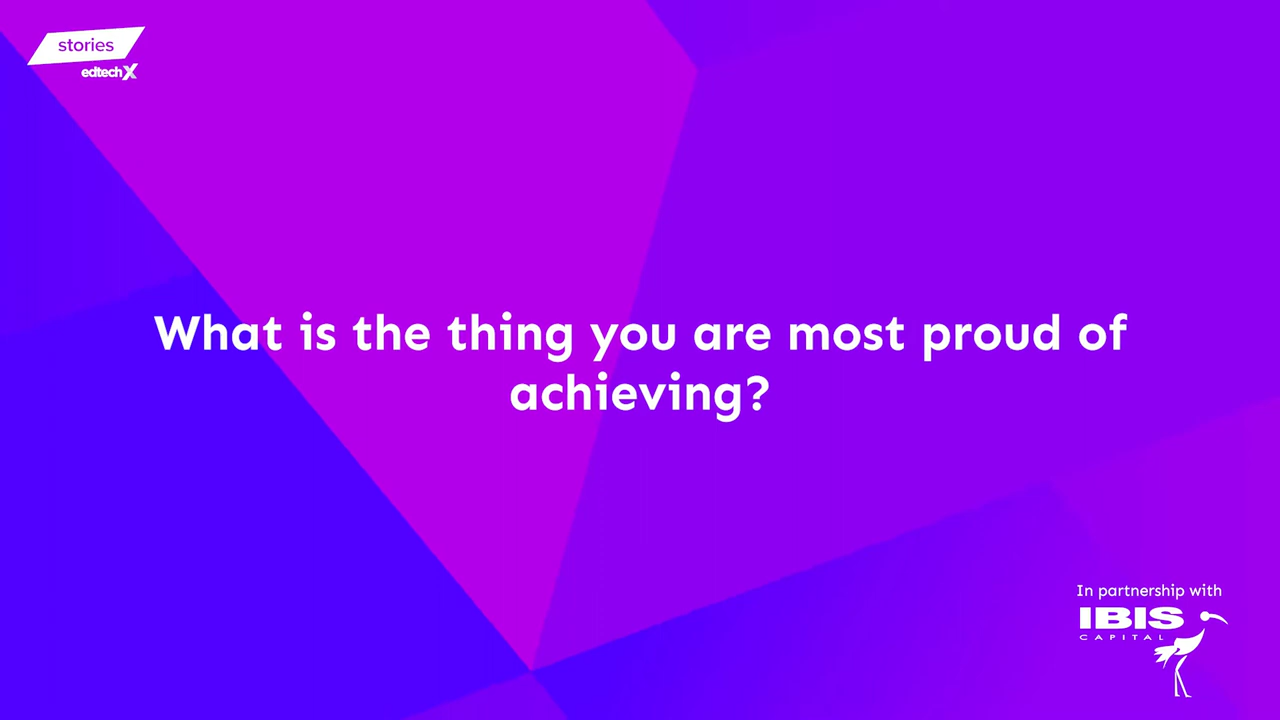 stories
edtechX
What is the thing you are most proud of
achieving?
In partnership with
IBIS
CAPITAL